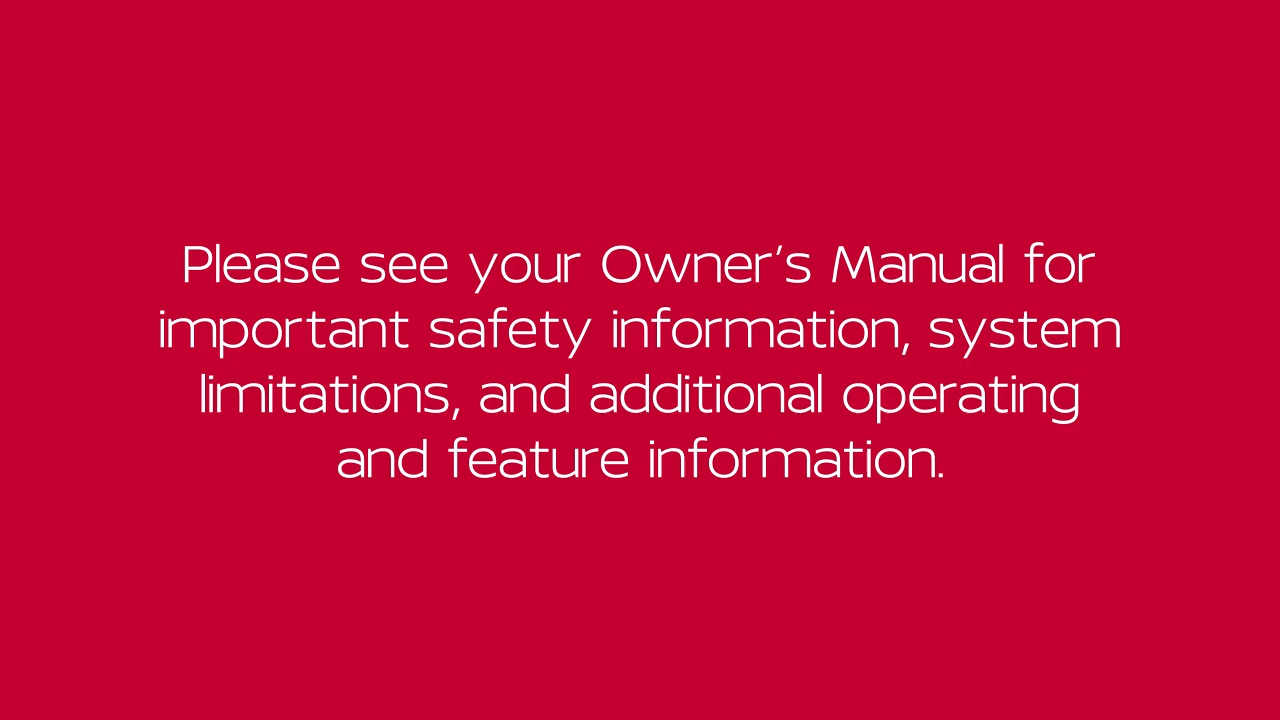 Please see your Owner’s Manual for
important safety information, system
limitations, and additional operating
and feature information.